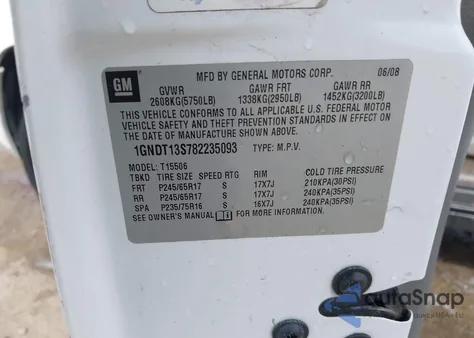 GM
MFD BY GENERAL MOTORS CORP. 06/08
GVWR GAWR FRT GAWR RR
2608KG(5750LB) 1338KG(2950LB) 1452KG(3200LB)
THIS VEHICLE CONFORMS TO ALL APPLICABLE U.S. FEDERAL MOTOR
VEHICLE SAFETY AND THEFT PREVENTION STANDARDS IN EFFECT ON
THE DATE OF MANUFACTURE SHOWN ABOVE.
1GNDT13S782235093 TYPE: M.P.V.
MODEL: T15506
TBKD TIRE SIZE SPEED RTG RIM COLD TIRE PRESSURE
FRT P245/65R17 S 17X7J 210KPA(30PSI)
RR P245/65R17 S 17X7J 240KPA(35PSI)
SPA P235/75R16 S 16X7J 240KPA(35PSI)
SEE OWNER'S MANUAL FOR MORE INFORMATION.
autoSnap